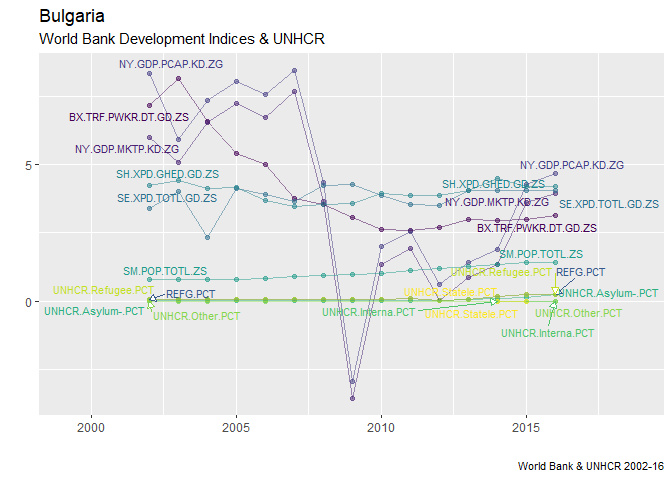 Bulgaria
World Bank Development Indices & UNHCR
NY.GDP.PCAP.KD.ZG
BX.TRF.PWKR.DT.GD.ZS
NY.GDP.MKTP.KD.ZG
5
NY.GDP.PCAP.KD.ZG
SH.XPD.GHED.GD.ZS
SH.XPD.GHED.GD.ZS
SE.XPD.TOTL.GD.ZS
NY.GDP.MKTP.KD.ZG
SE.XPD.TOTL.GD.ZS
BX.TRF.PWKR.DT.GD.ZS
SM.POP.TOTL.ZS
SM.POP.TOTL.ZS
UNHCR.Refugee.PCT
REFG.PCT
UNHCR.Refugee.PCT
REFG.PCT
UNHCR.Statele.PCT
UNHCR.Asylum-.PCT
0
UNHCR.Asylum-.PCT
UNHCR.Other.PCT
UNHCR.Interna.PCT
UNHCR.Statele.PCT
UNHCR.Other.PCT
UNHCR.Interna.PCT
2000
2005
2010
2015
World Bank & UNHCR 2002-16